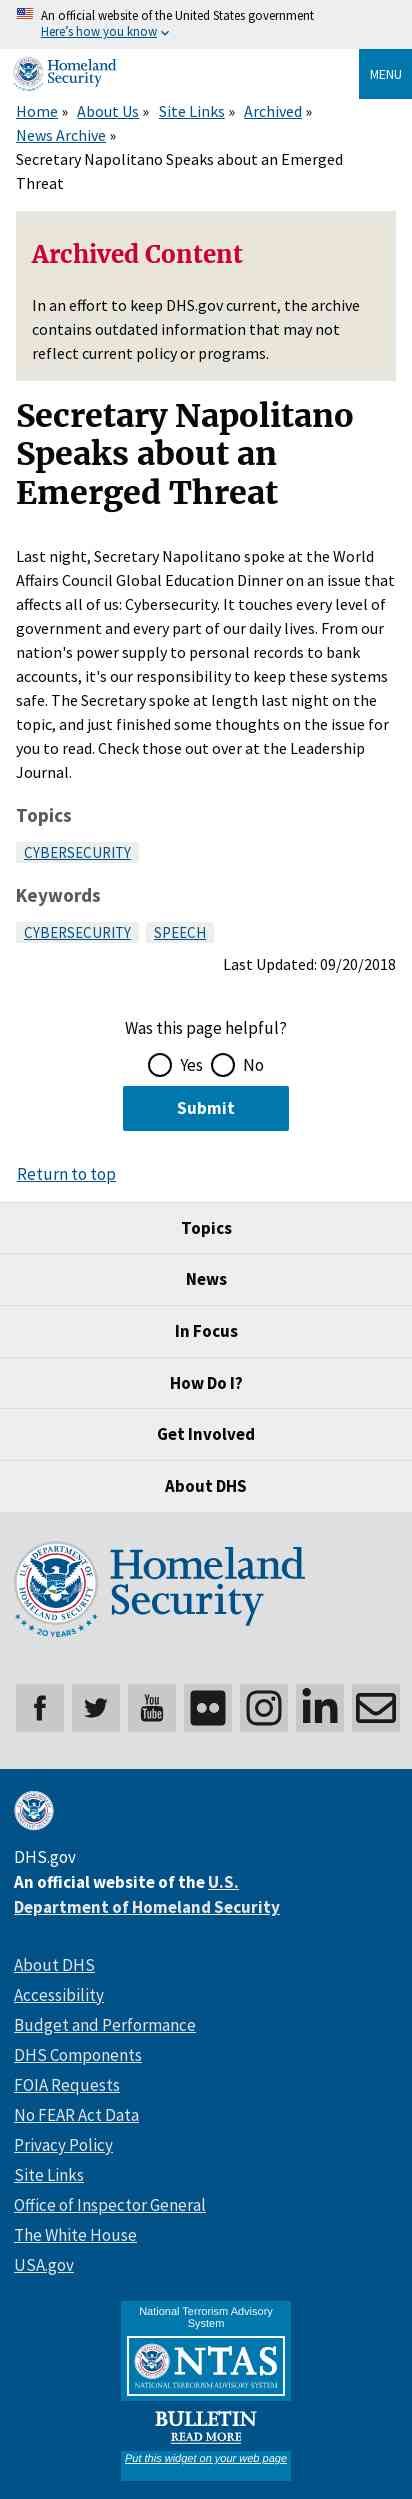 An official website of the United States government
Here's how you know
Homeland
Security
MENU
Home » About Us » Site Links » Archived »
News Archive »
Secretary Napolitano Speaks about an Emerged
Threat
Archived Content
In an effort to keep DHS.gov current, the archive
contains outdated information that may not
reflect current policy or programs.
Secretary Napolitano
Speaks about an
Emerged Threat
Last night, Secretary Napolitano spoke at the World
Affairs Council Global Education Dinner on an issue that
affects all of us: Cybersecurity. It touches every level of
government and every part of our daily lives. From our
nation's power supply to personal records to bank
accounts, it's our responsibility to keep these systems
safe. The Secretary spoke at length last night on the
topic, and just finished some thoughts on the issue for
you to read. Check those out over at the Leadership
Journal.
Topics
CYBERSECURITY
Keywords
CYBERSECURITY SPEECH
Last Updated: 09/20/2018
Was this page helpful?
Yes No
Submit
Return to top
Topics
News
In Focus
How Do I?
Get Involved
About DHS
U.S. DEPARTMENT OF HOMELAND SECURITY
20 YEARS
Homeland
Security
You
Tube
in
DHS.gov
An official website of the U.S.
Department of Homeland Security
About DHS
Accessibility
Budget and Performance
DHS Components
FOIA Requests
No FEAR Act Data
Privacy Policy
Site Links
Office of Inspector General
The White House
USA.gov
National Terrorism Advisory
System
NTAS
NATIONAL TERRORISM ADVISORY SYSTEM
BULLETIN
READ MORE
Put this widget on your web page